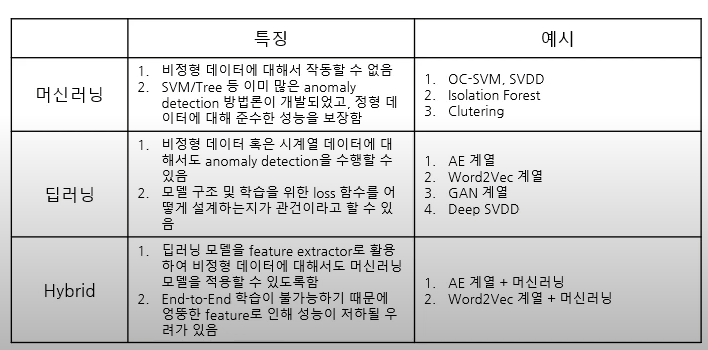 특징
예시
머신러닝
1. 비정형 데이터에 대해서 작동할 수 없음
2. SVM/Tree 등 이미 많은 anomaly
detection 방법론이 개발되었고, 정형 데
이터에 대해 준수한 성능을 보장함
1. OC-SVM, SVDD
2. Isolation Forest
3. Clutering
딥러닝
1. 비정형 데이터 혹은 시계열 데이터에 대
해서도 anomaly detection을 수행할 수
있음
2. 모델 구조 및 학습을 위한 loss 함수를 어
떻게 설계하는지가 관건이라고 할 수 있
음
1. AE 계열
2. Word2Vec 계열
3. GAN 계열
4. Deep SVDD
Hybrid
1. 딥러닝 모델을 feature extractor로 활용
하여 비정형 데이터에 대해서도 머신러닝
모델을 적용할 수 있도록함
2. End-to-End 학습이 불가능하기 때문에
엉뚱한 feature로 인해 성능이 저하될 우
려가 있음
1. AE 계열 + 머신러닝
2. Word2Vec 계열 + 머신러닝